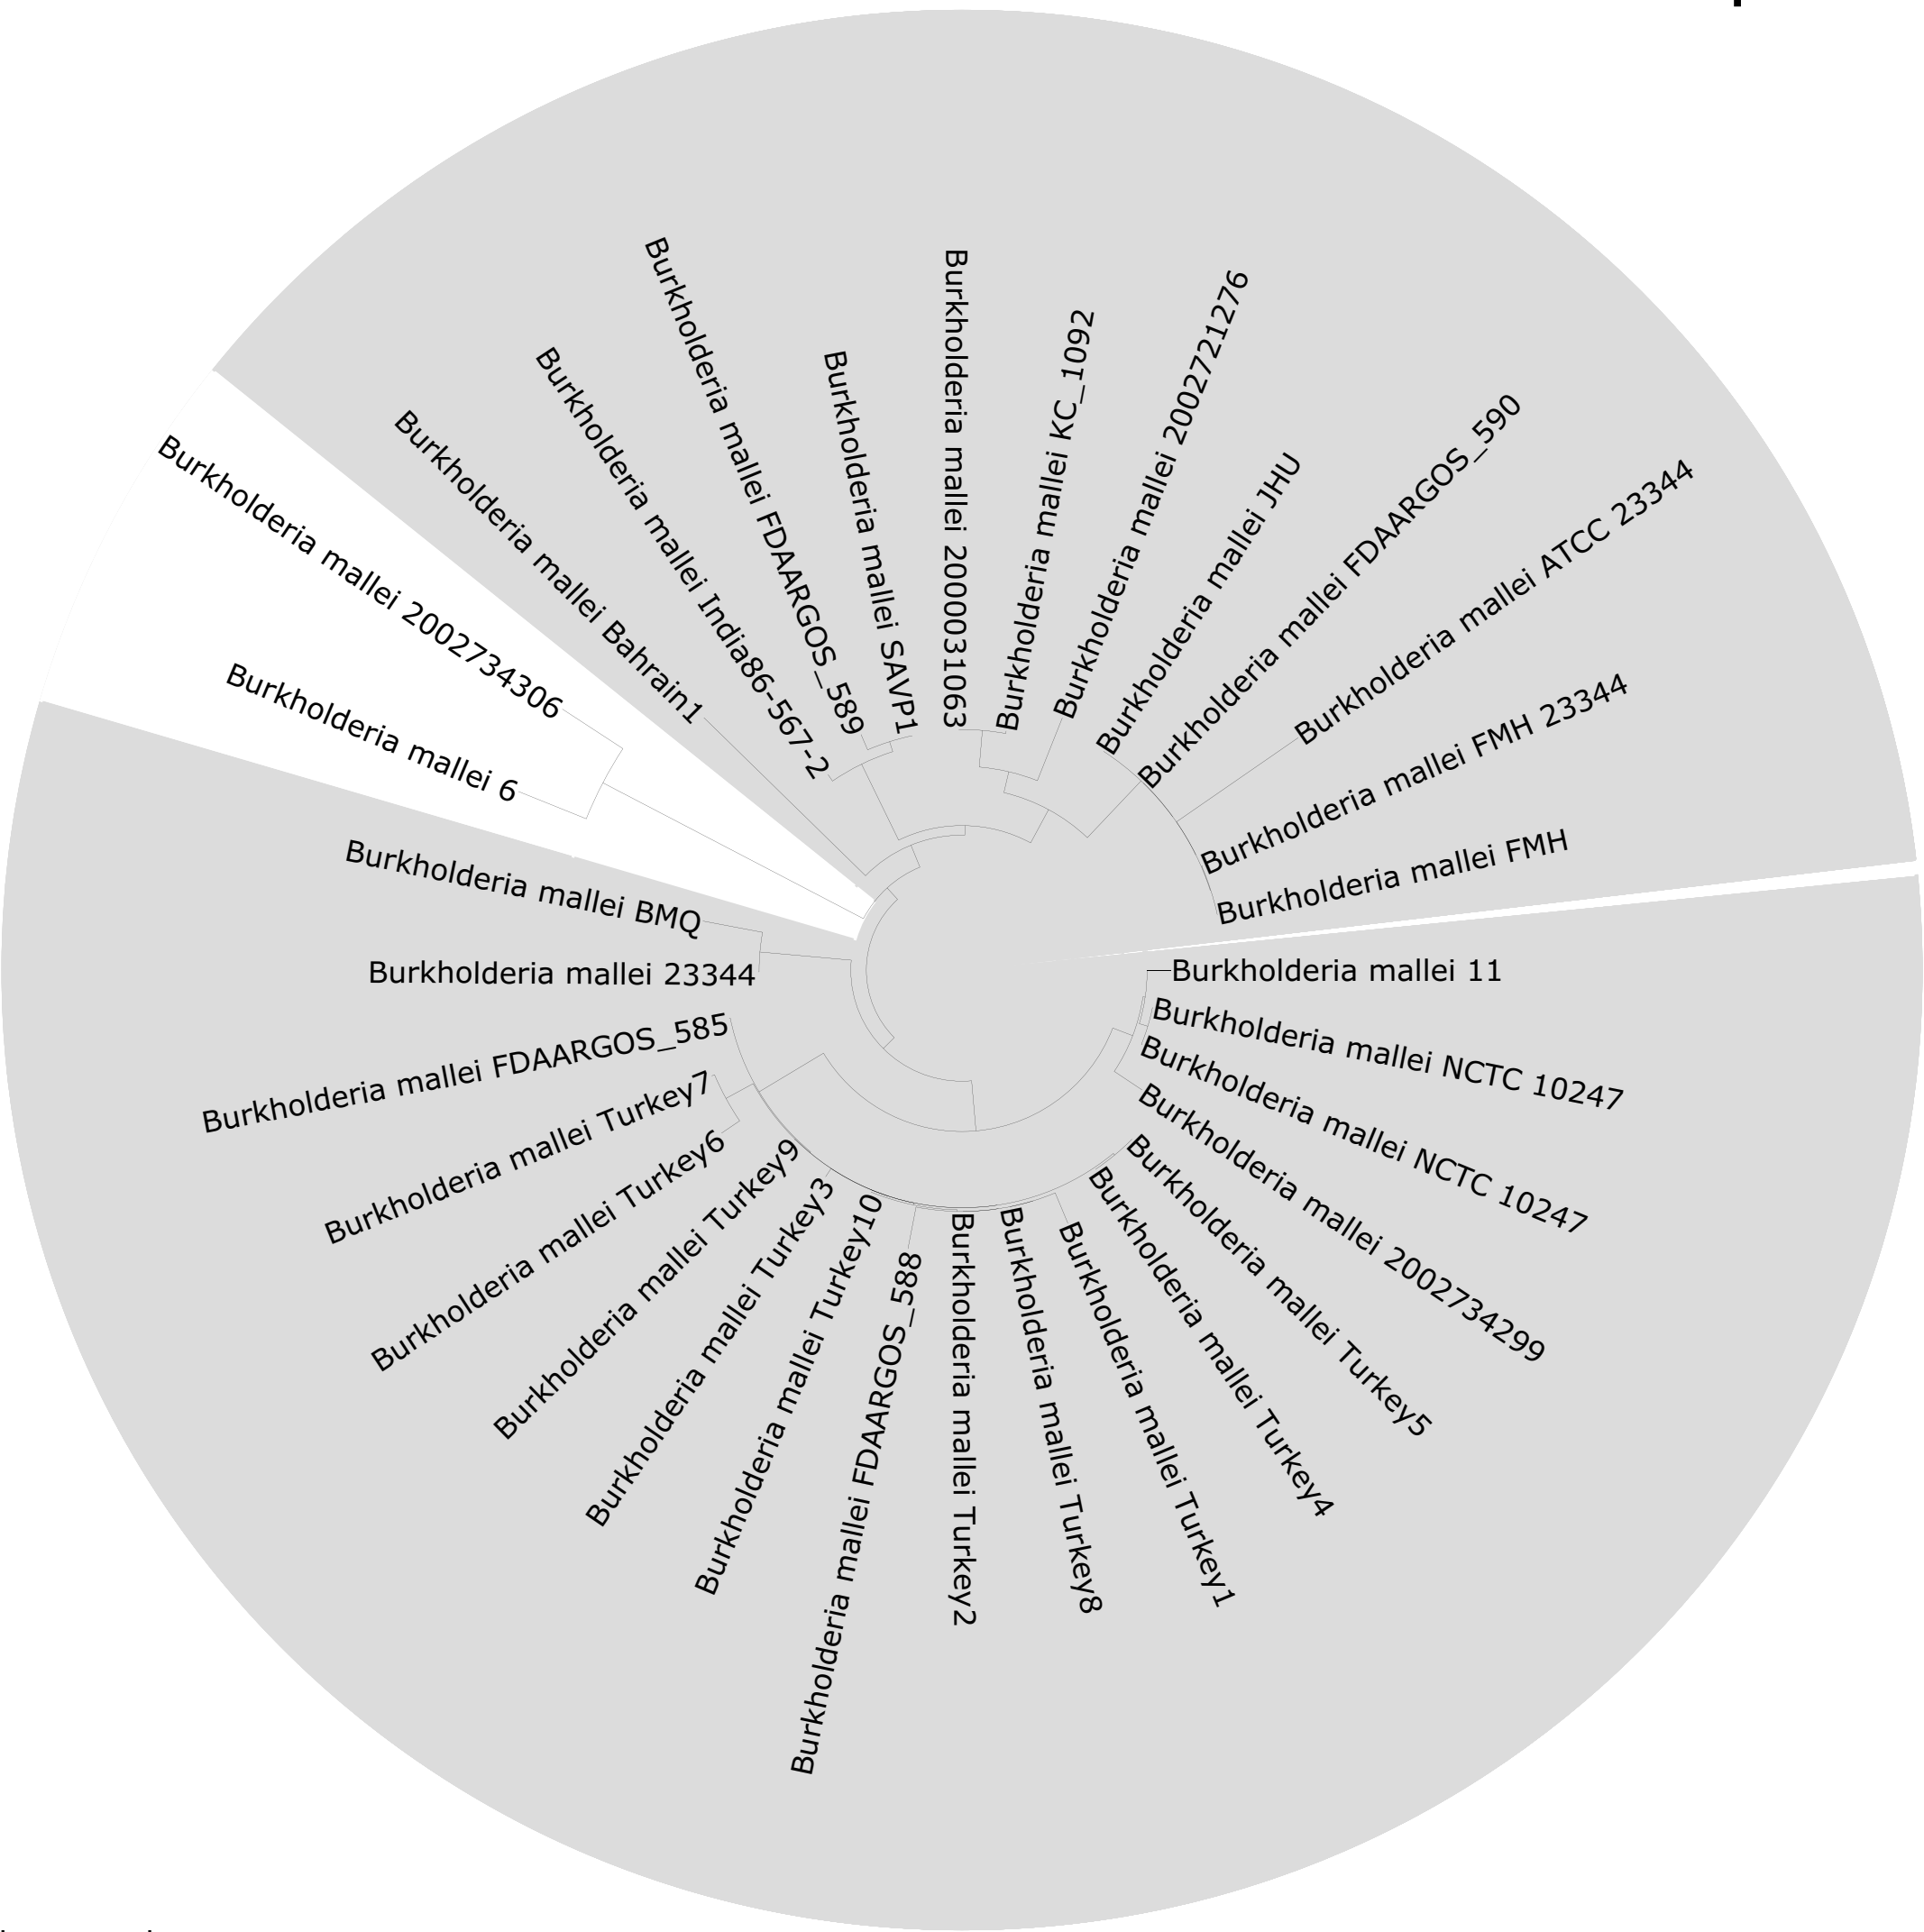 Burkholderia mallei 2002734306
Burkholderia mallei 6
Burkholderia mallei Bahrain1
Burkholderia mallei India86-567-2
Burkholderia mallei FDAARGOS_589
Burkholderia mallei SAVP1
Burkholderia mallei 2000031063
Burkholderia mallei KC_1092
Burkholderia mallei 2002721276
Burkholderia mallei JHU
Burkholderia mallei FDAARGOS_590
Burkholderia mallei ATCC 23344
Burkholderia mallei FMH 23344
Burkholderia mallei FMH
Burkholderia mallei 11
Burkholderia mallei NCTC 10247
Burkholderia mallei NCTC 10247
Burkholderia mallei 2002734299
Burkholderia mallei Turkey5
Burkholderia mallei Turkey4
Burkholderia mallei Turkey1
Burkholderia mallei Turkey8
Burkholderia mallei Turkey2
Burkholderia mallei FDAARGOS_588
Burkholderia mallei Turkey10
Burkholderia mallei Turkey3
Burkholderia mallei Turkey9
Burkholderia mallei Turkey6
Burkholderia mallei Turkey7
Burkholderia mallei FDAARGOS_585
Burkholderia mallei 23344
Burkholderia mallei BMQ